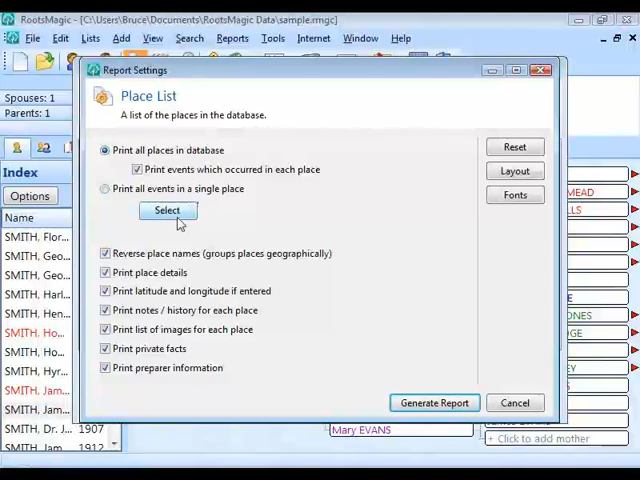 RootsMagic - [C:\Users\Bruce\Documents\RootsMagic Data\sample.rmgc]
File Edit Lists Add View Search Reports Tools Internet Window Help
Spouses: 1
Parents: 1
Index
Options
Name
SMITH, Flor...
SMITH, Geo...
SMITH, Geo...
SMITH, Har...
SMITH, Hen...
SMITH, Ho...
SMITH, Ho...
SMITH, Hyr...
SMITH, Jam...
SMITH, Dr. J... 1907
SMITH, Jam 1912
Report Settings
Place List
A list of the places in the database.
Print all places in database
Print events which occurred in each place
Print all events in a single place
Select
Reverse place names (groups places geographically)
Print place details
Print latitude and longitude if entered
Print notes / history for each place
Print list of images for each place
Print private facts
Print preparer information
Reset
Layout
Fonts
Generate Report
Cancel
MEAD
LLS
ONES
DGE
EY
Mary EVANS
+ Click to add mother